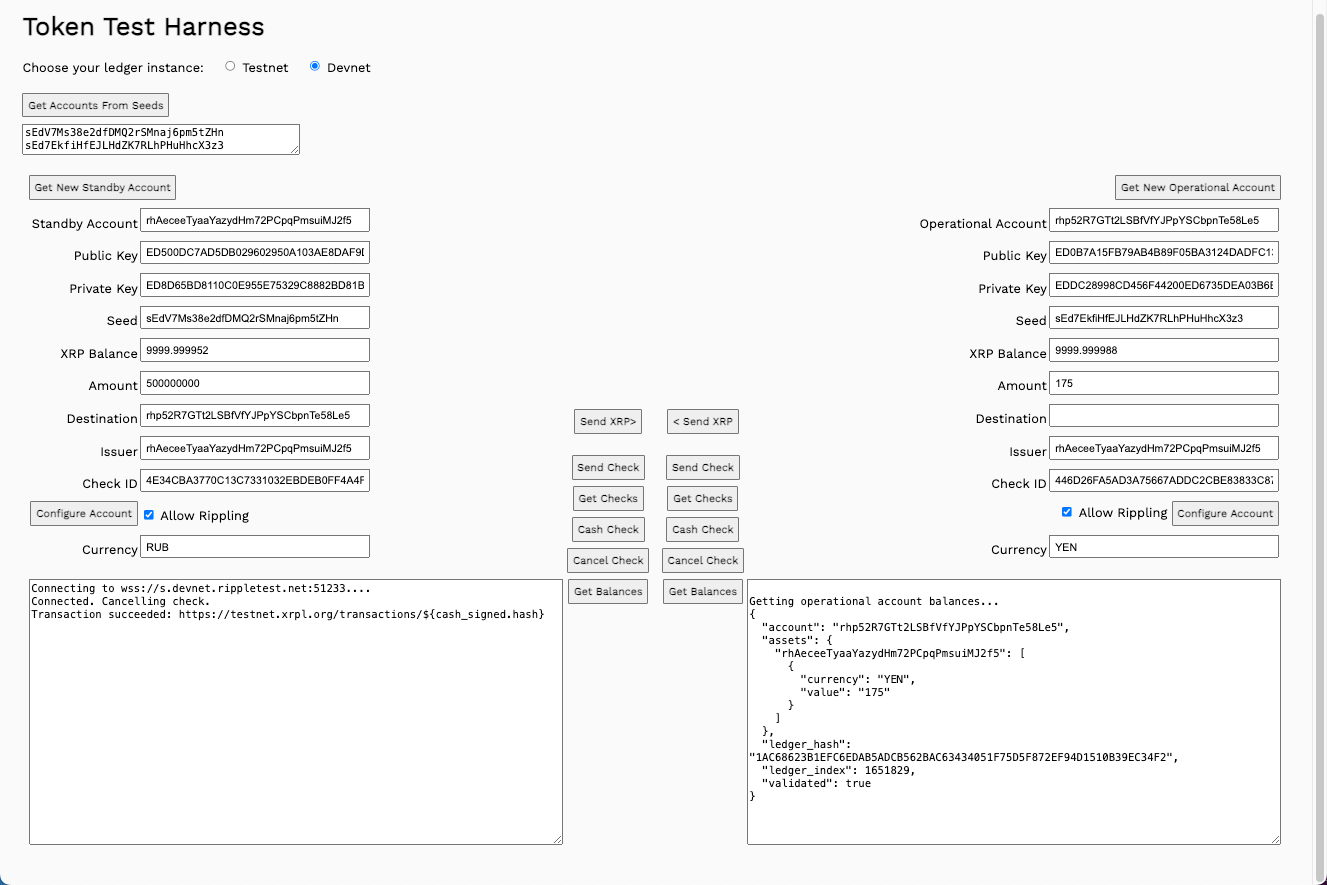 Token Test Harness
Choose your ledger instance: Testnet Devnet
Get Accounts From Seeds
sEdV7Ms38e2dfDMQ2rSMnaj6pm5tZHn
sEd7EkfiHfEJLHdZK7RLhPHuHhcX3z3
Get New Standby Account
Standby Account rhAeceeTyaaYazydHm72PCpqPmsuiMJ2f5
Public Key ED500DC7AD5DB029602950A103AE8DAF9
Private Key ED8D65BD8110C0E955E75329C8882BD81B
Seed sEdV7Ms38e2dfDMQ2rSMnaj6pm5tZHn
XRP Balance 9999.999952
Amount 500000000
Destination rhp52R7GTt2LSBfVfYJPpYSCbpnTe58Le5
Issuer rhAeceeTyaaYazydHm72PCpqPmsuiMJ2f5
Check ID 4E34CBA3770C13C7331032EBDEB0FF4A4F
Configure Account Allow Rippling
Currency RUB
Send XRP> < Send XRP
Send Check Send Check
Get Checks Get Checks
Cash Check Cash Check
Cancel Check Cancel Check
Get Balances Get Balances
Get New Operational Account
Operational Account rhp52R7GTt2LSBfVfYJPpYSCbpnTe58Le5
Public Key ED0B7A15FB79AB4B89F05BA3124DADFC1
Private Key EDDC28998CD456F44200ED6735DEA03B6E
Seed sEd7EkfiHfEJLHdZK7RLhPHuHhcX3z3
XRP Balance 9999.999988
Amount 175
Destination
Issuer rhAeceeTyaaYazydHm72PCpqPmsuiMJ2f5
Check ID 446D26FA5AD3A75667ADDC2CBE83833C87
Allow Rippling Configure Account
Currency YEN
Connecting to wss://s.devnet.rippletest.net:51233....
Connected. Cancelling check.
Transaction succeeded: https://testnet.xrpl.org/transactions/${cash_signed.hash}
Getting operational account balances...
{
"account": "rhp52R7GTt2LSBfVfYJPpYSCbpnTe58Le5",
"assets": {
"rhAeceeTyaaYazydHm72PCpqPmsuiMJ2f5": [
{
"currency": "YEN",
"value": "175"
}
]
},
"ledger_hash":
"1AC68623B1EFC6EDAB5ADCB562BAC63434051F75D5F872EF94D1510B39EC34F2",
"ledger_index": 1651829,
"validated": true
}